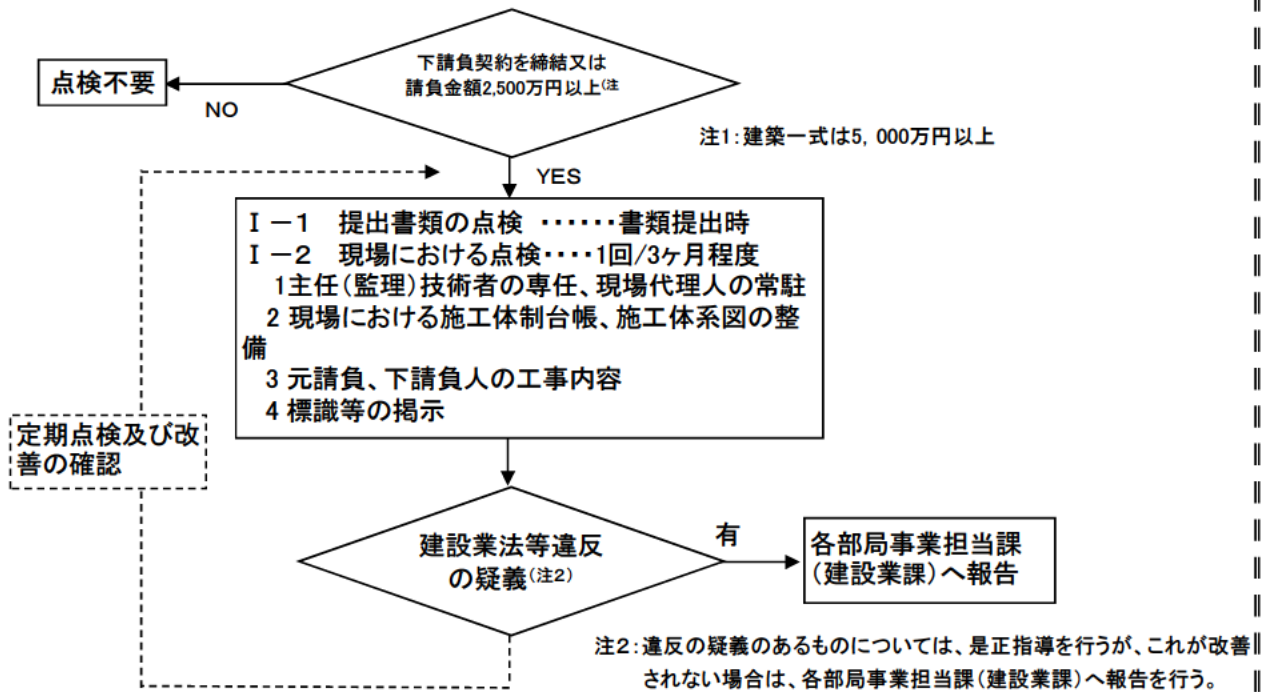 下請負契約を締結又は
請負金額2,500万円以上(注
点検不要
NO
注1：建築一式は5，000万円以上
YES
Ⅰ－１　提出書類の点検　・・・・・・書類提出時
Ⅰ－２　現場における点検・・・・1回/3ヶ月程度
1主任（監理）技術者の専任、現場代理人の常駐
2 現場における施工体制台帳、施工体系図の整
備
3 元請負、下請負人の工事内容
4 標識等の掲示
定期点検及び改
善の確認
建設業法等違反
の疑義(注2)
有
各部局事業担当課
(建設業課)へ報告
注2：違反の疑義のあるものについては、是正指導を行うが、これが改善
されない場合は、各部局事業担当課(建設業課)へ報告を行う。